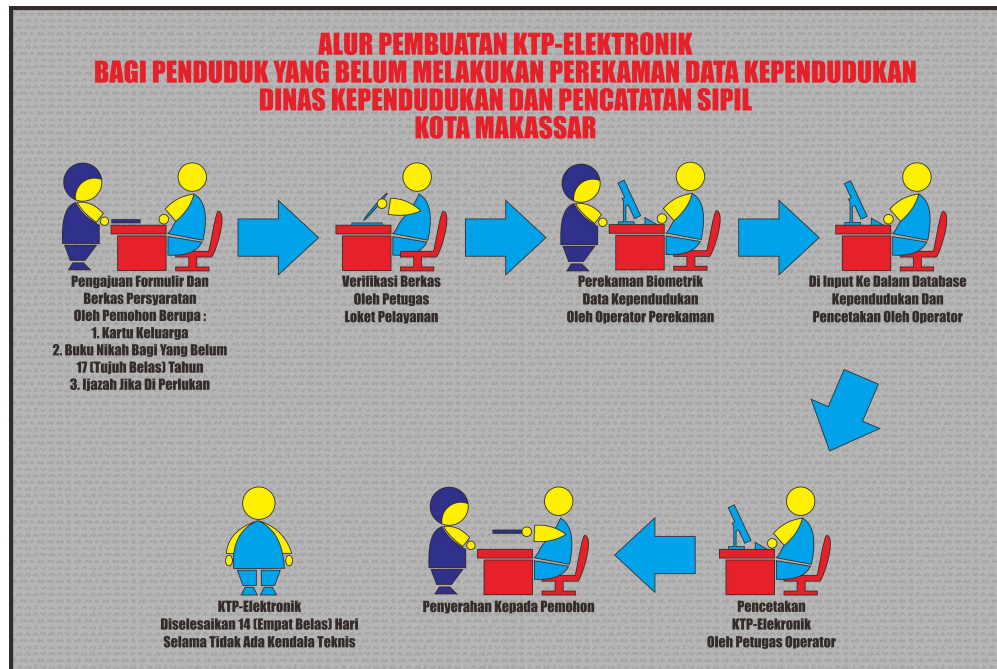 ALUR PEMBUATAN KTP-ELEKTRONIK
BAGI PENDUDUK YANG BELUM MELAKUKAN PEREKAMAN DATA KEPENDUDUKAN
DINAS KEPENDUDUKAN DAN PENCATATAN SIPIL
KOTA MAKASSAR
Pengajuan Formulir Dan
Berkas Persyaratan
Oleh Pemohon Berupa :
1. Kartu Keluarga
2. Buku Nikah Bagi Yang Belum
17 (Tujuh Belas) Tahun
3. Ijazah Jika Di Perlukan
Verifikasi Berkas
Oleh Petugas
Loket Pelayanan
Perekaman Biometrik
Data Kependudukan
Oleh Operator Perekaman
Di Input Ke Dalam Database
Kependudukan Dan
Pencetakan Oleh Operator
KTP-Elektronik
Diselesaikan 14 (Empat Belas) Hari
Selama Tidak Ada Kendala Teknis
Penyerahan Kepada Pemohon
Pencetakan
KTP-Elekronik
Oleh Petugas Operator